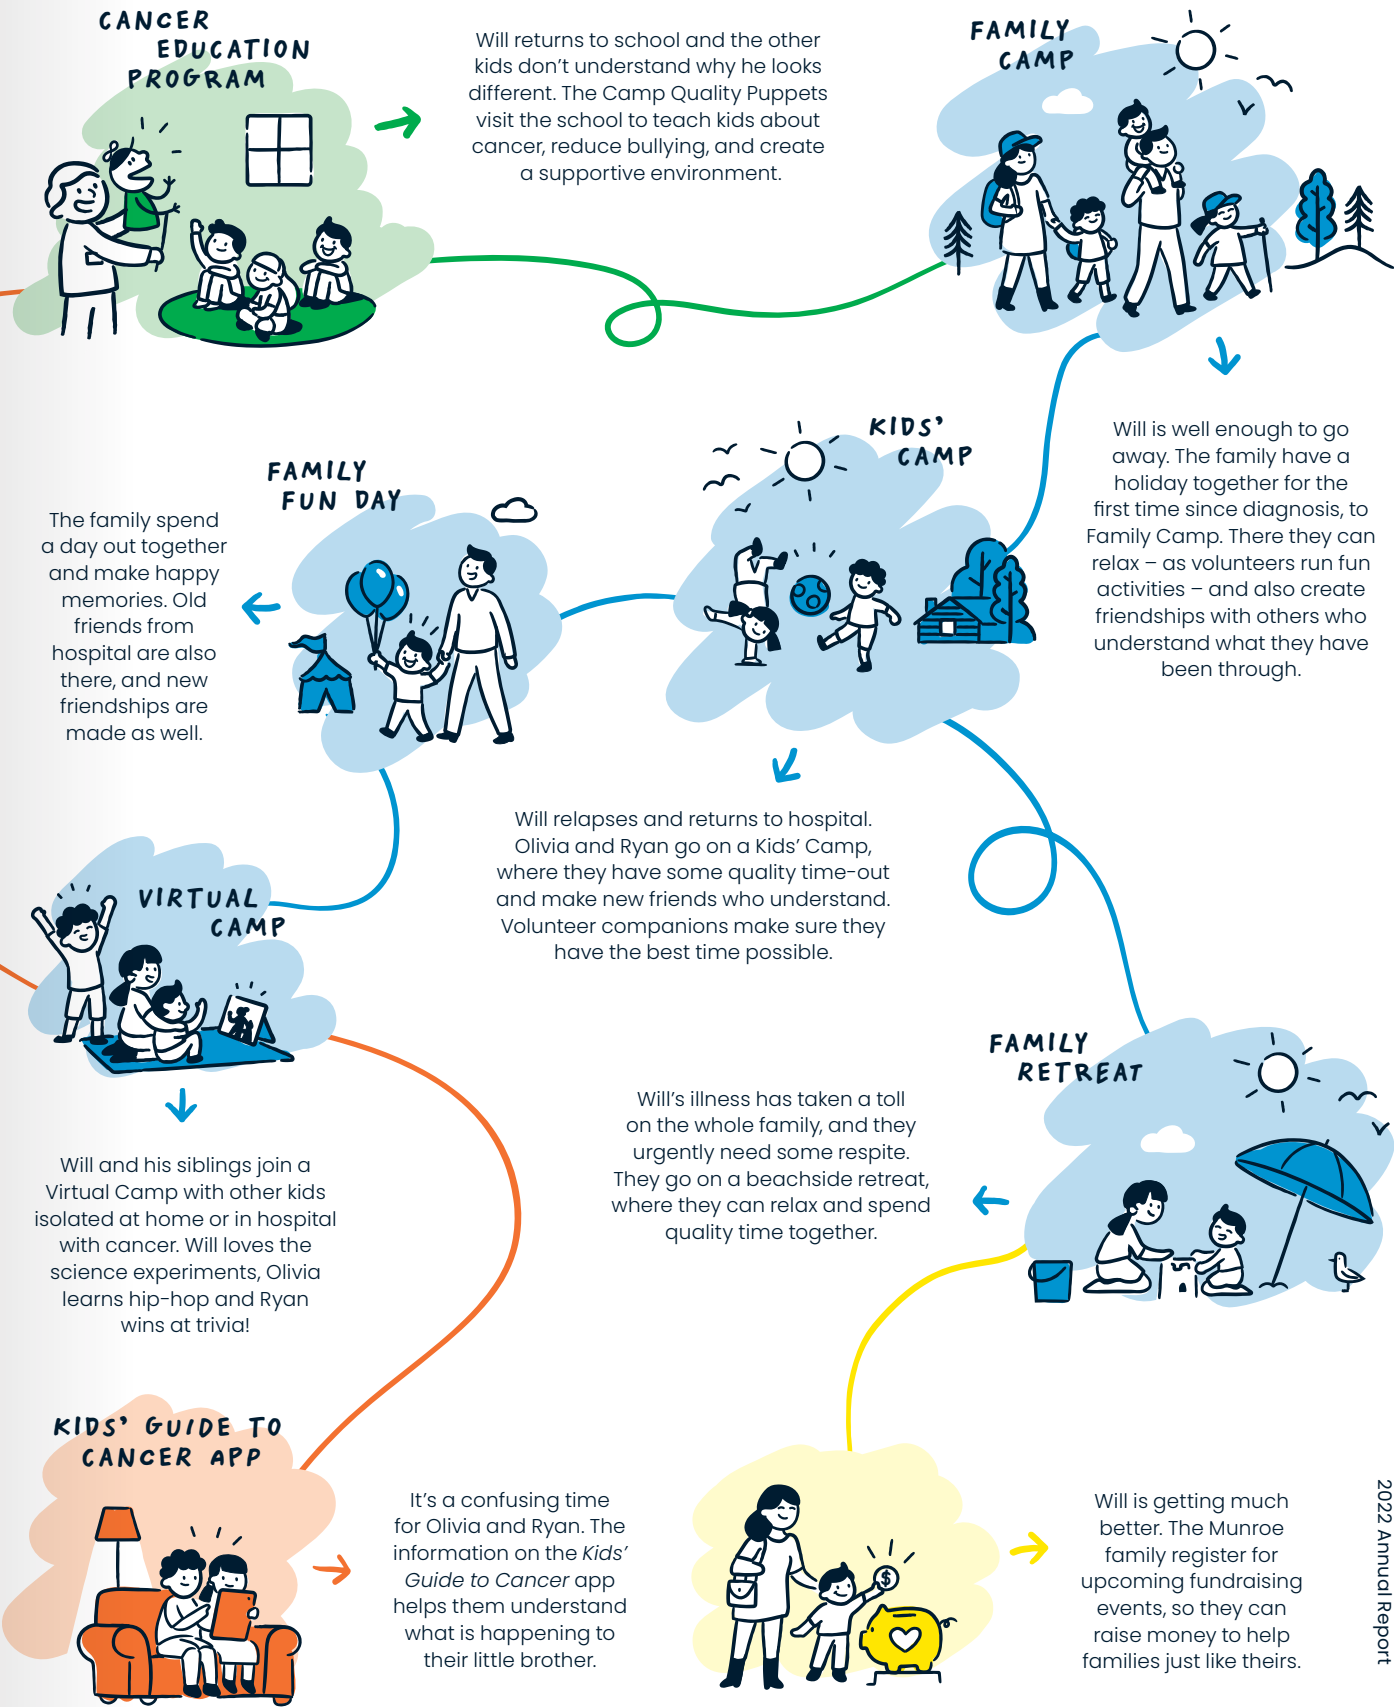 CANCER
EDUCATION
PROGRAM
Will returns to school and the other
kids don’t understand why he looks
different. The Camp Quality Puppets
visit the school to teach kids about
cancer, reduce bullying, and create
a supportive environment.
FAMILY
CAMP
Will is well enough to go
away. The family have a
holiday together for the
first time since diagnosis, to
Family Camp. There they can
relax – as volunteers run fun
activities – and also create
friendships with others who
understand what they have
been through.
KIDS’
CAMP
Will relapses and returns to hospital.
Olivia and Ryan go on a Kids’ Camp,
where they have some quality time-out
and make new friends who understand.
Volunteer companions make sure they
have the best time possible.
FAMILY
FUN DAY
The family spend
a day out together
and make happy
memories. Old
friends from
hospital are also
there, and new
friendships are
made as well.
VIRTUAL
CAMP
Will and his siblings join a
Virtual Camp with other kids
isolated at home or in hospital
with cancer. Will loves the
science experiments, Olivia
learns hip-hop and Ryan
wins at trivia!
FAMILY
RETREAT
Will’s illness has taken a toll
on the whole family, and they
urgently need some respite.
They go on a beachside retreat,
where they can relax and spend
quality time together.
KIDS’ GUIDE TO
CANCER APP
It’s a confusing time
for Olivia and Ryan. The
information on the Kids’
Guide to Cancer app
helps them understand
what is happening to
their little brother.
$
Will is getting much
better. The Munroe
family register for
upcoming fundraising
events, so they can
raise money to help
families just like theirs.
2022 Annual Report